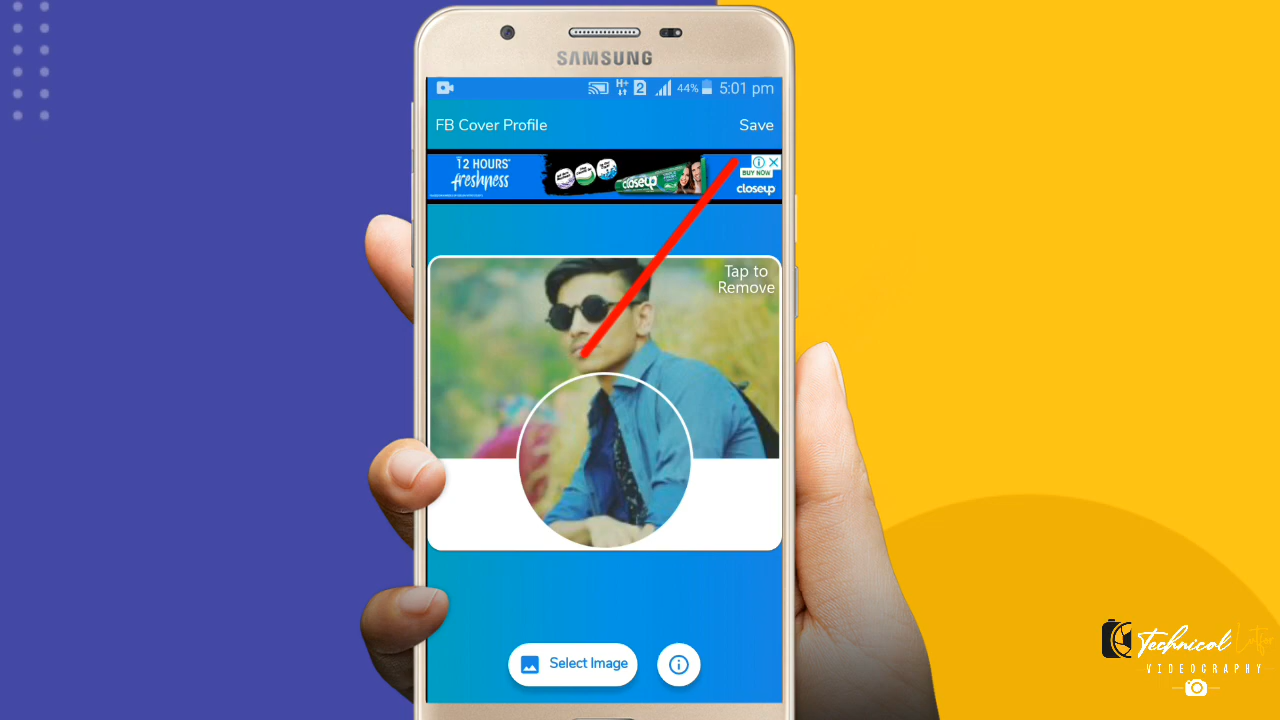 SAMSUNG
H+
2
44%
5:01 pm
FB Cover Profile
Save
12 HOURS
freshness
closeup
BUY NOW
closeup
Tap to
Remove
Select Image
Technical
VIDEOGRAPHY